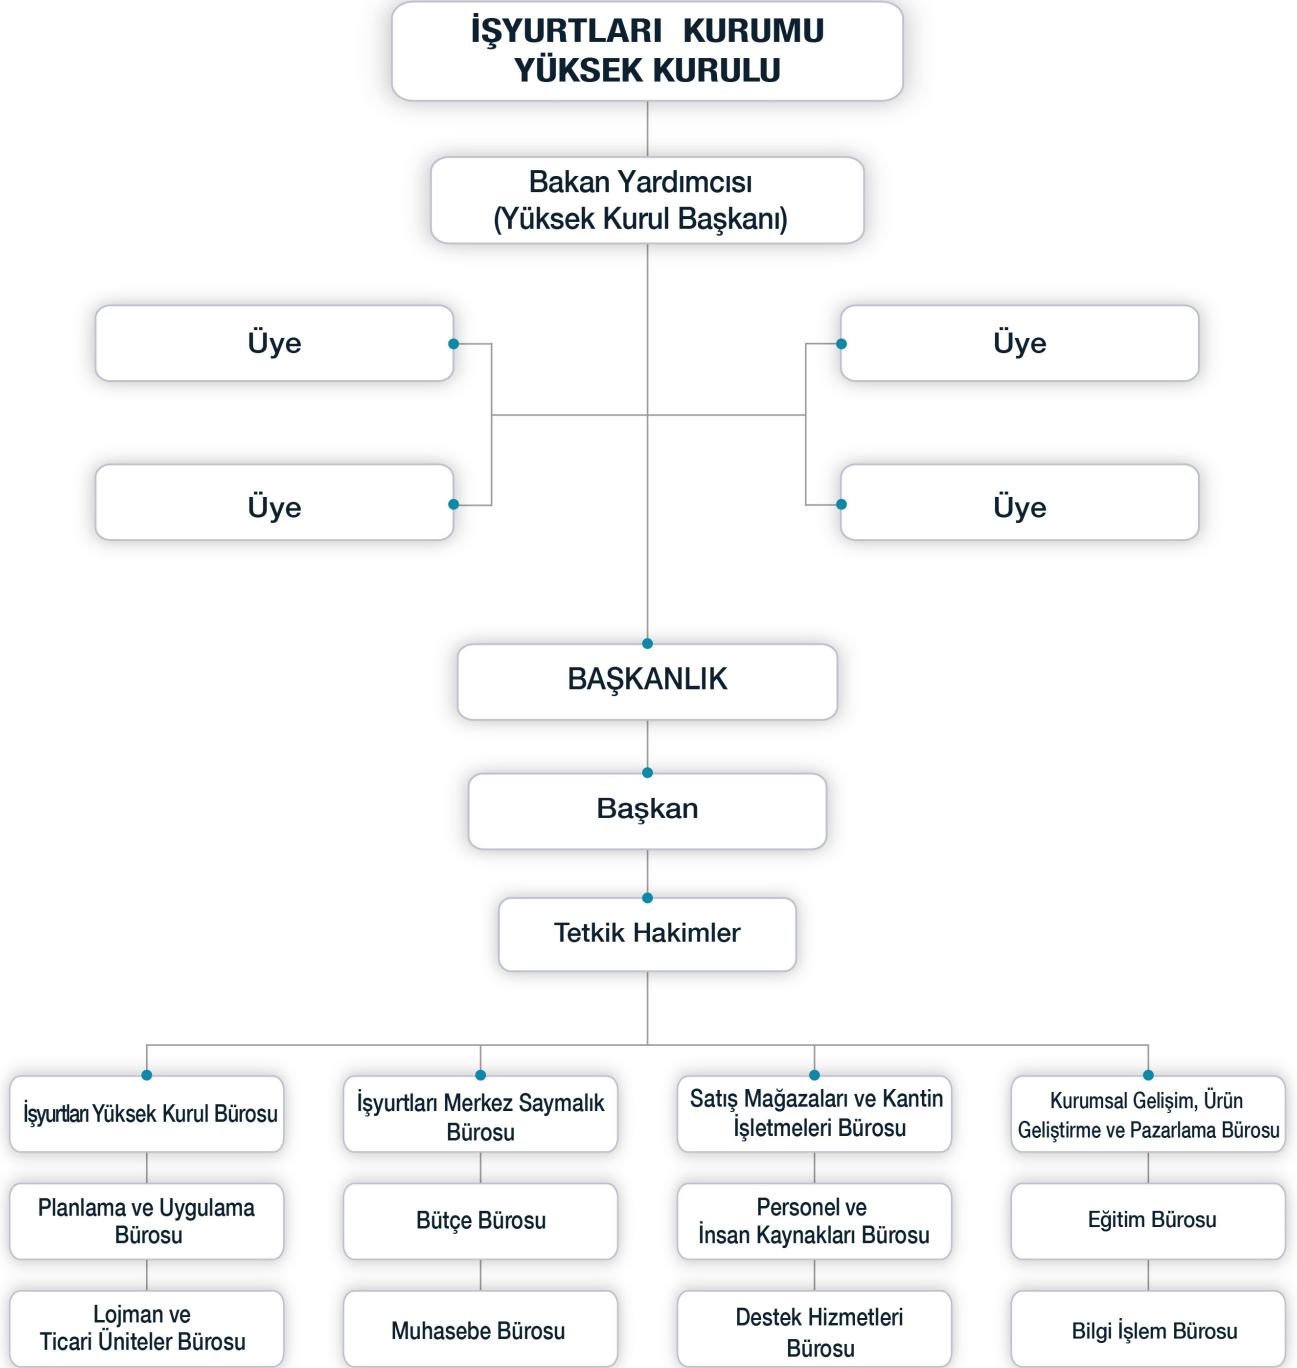 İŞYURTLARI KURUMU
YÜKSEK KURULU
Bakan Yardımcısı
(Yüksek Kurul Başkanı)
Üye
Üye
Üye
Üye
BAŞKANLIK
Başkan
Tetkik Hakimler
İşyurtları Yüksek Kurul Bürosu
İşyurtları Merkez Saymalık
Bürosu
Satış Mağazaları ve Kantin
İşletmeleri Bürosu
Kurumsal Gelişim, Ürün
Geliştirme ve Pazarlama Bürosu
Planlama ve Uygulama
Bürosu
Bütçe Bürosu
Personel ve
İnsan Kaynakları Bürosu
Eğitim Bürosu
Lojman ve
Ticari Üniteler Bürosu
Muhasebe Bürosu
Destek Hizmetleri
Bürosu
Bilgi İşlem Bürosu